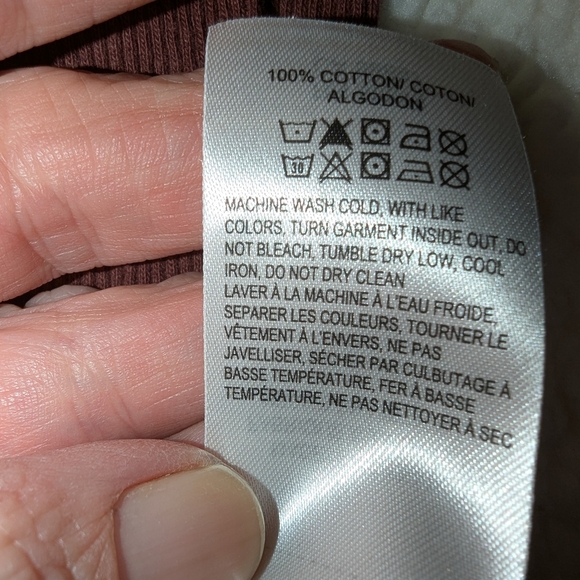 100% COTTON/ COTON/
ALGODON
30
MACHINE WASH COLD, WITH LIKE
COLORS, TURN GARMENT INSIDE OUT, DO
NOT BLEACH, TUMBLE DRY LOW, COOL
IRON, DO NOT DRY CLEAN
LAVER À LA MACHINE À L'EAU FROIDE,
SEPARER LES COULEURS, TOURNER LE
VÊTEMENT À L'ENVERS, NE PAS
JAVELLISER, SÉCHER PAR CULBUTAGE À
BASSE TEMPÉRATURE, FER À BASSE
TEMPÉRATURE, NE PAS NETTOYER À SEC